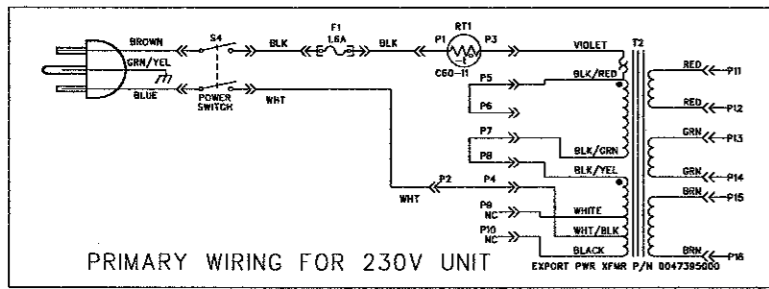 BROWN
S4
BLK
F1
1.6A
BLK
P1
RT1
P3
VIOLET
T2
GRN/YEL
-t
C60-11
P5
BLK/RED
RED
P11
BLUE
POWER
SWITCH
WHT
P6
RED
P12
P7
BLK/GRN
GRN
P13
P8
BLK/YEL
GRN
P14
WHT
P2
P4
BRN
P15
P9
NC
WHITE
WHT/BLK
P10
NC
BLACK
BRN
P16
PRIMARY WIRING FOR 230V UNIT
EXPORT PWR XFMR P/N 0047395000